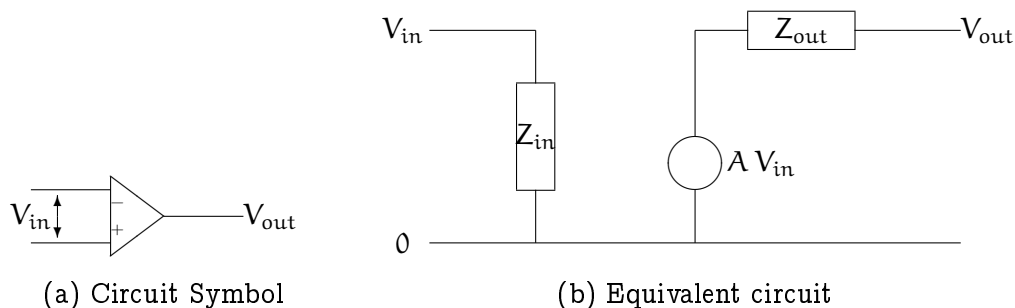 V_in
−
+
V_out
(a) Circuit Symbol
V_in
Z_in
Z_out
V_out
A V_in
0
(b) Equivalent circuit